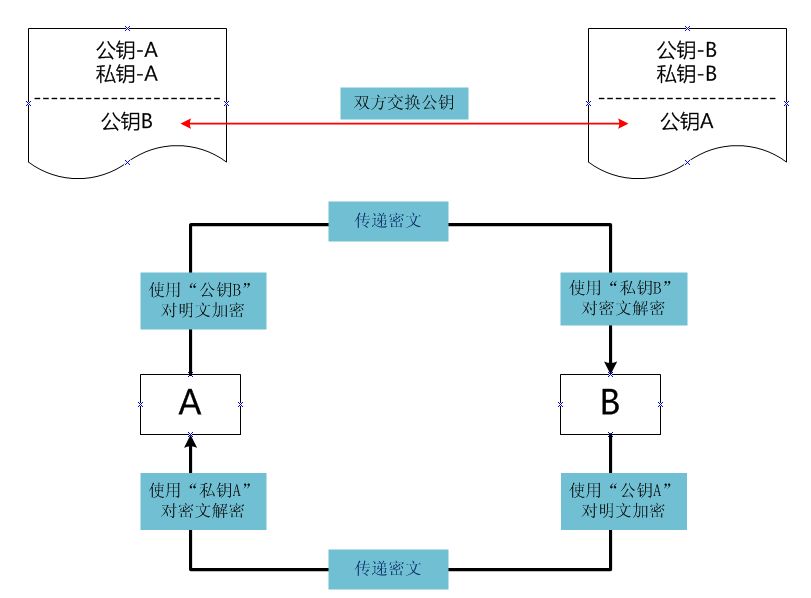 公钥-A
私钥-A
公钥B
双方交换公钥
公钥-B
私钥-B
公钥A
传递密文
使用“公钥B”
对明文加密
使用“私钥B”
对密文解密
A
B
使用“私钥A”
对密文解密
使用“公钥A”
对明文加密
传递密文